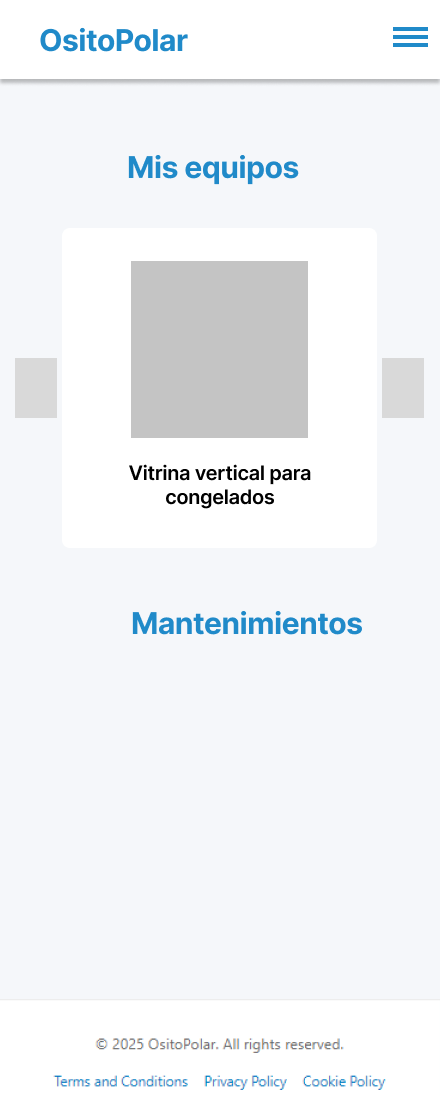 OsitoPolar
Mis equipos
Vitrina vertical para
congelados
Mantenimientos
© 2025 OsitoPolar. All rights reserved.
Terms and Conditions Privacy Policy Cookie Policy